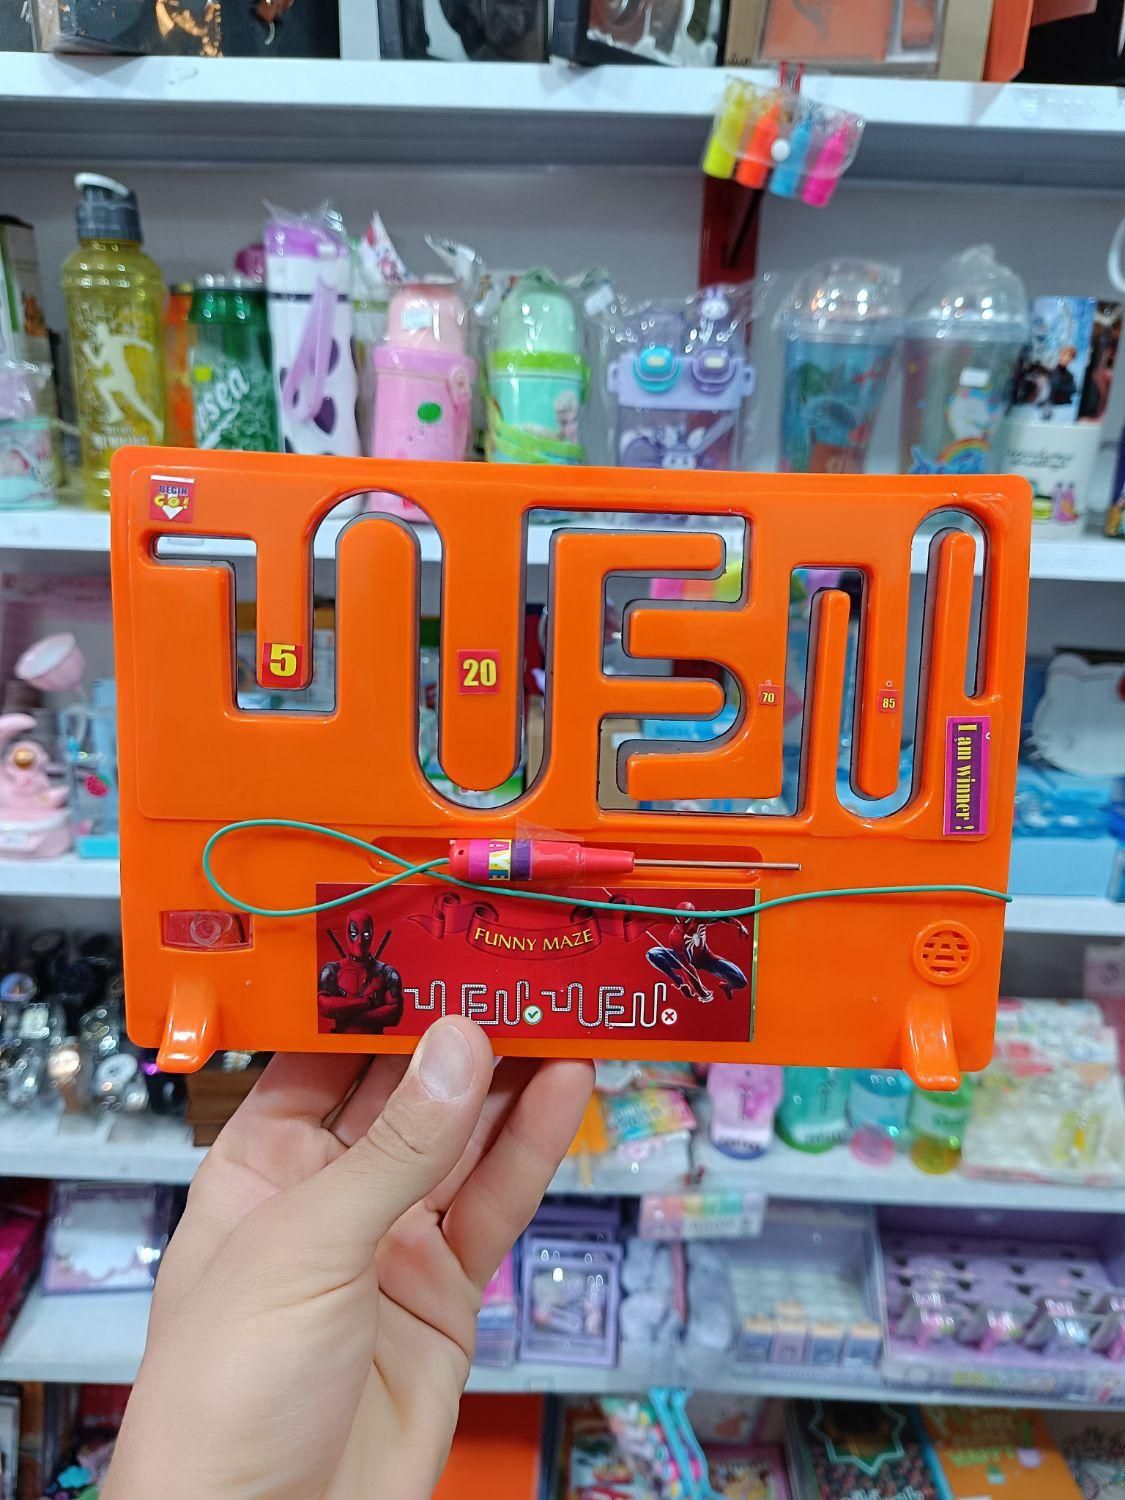 BEGIN
GO!
5
20
70
85
I am winner!
FUNNY MAZE